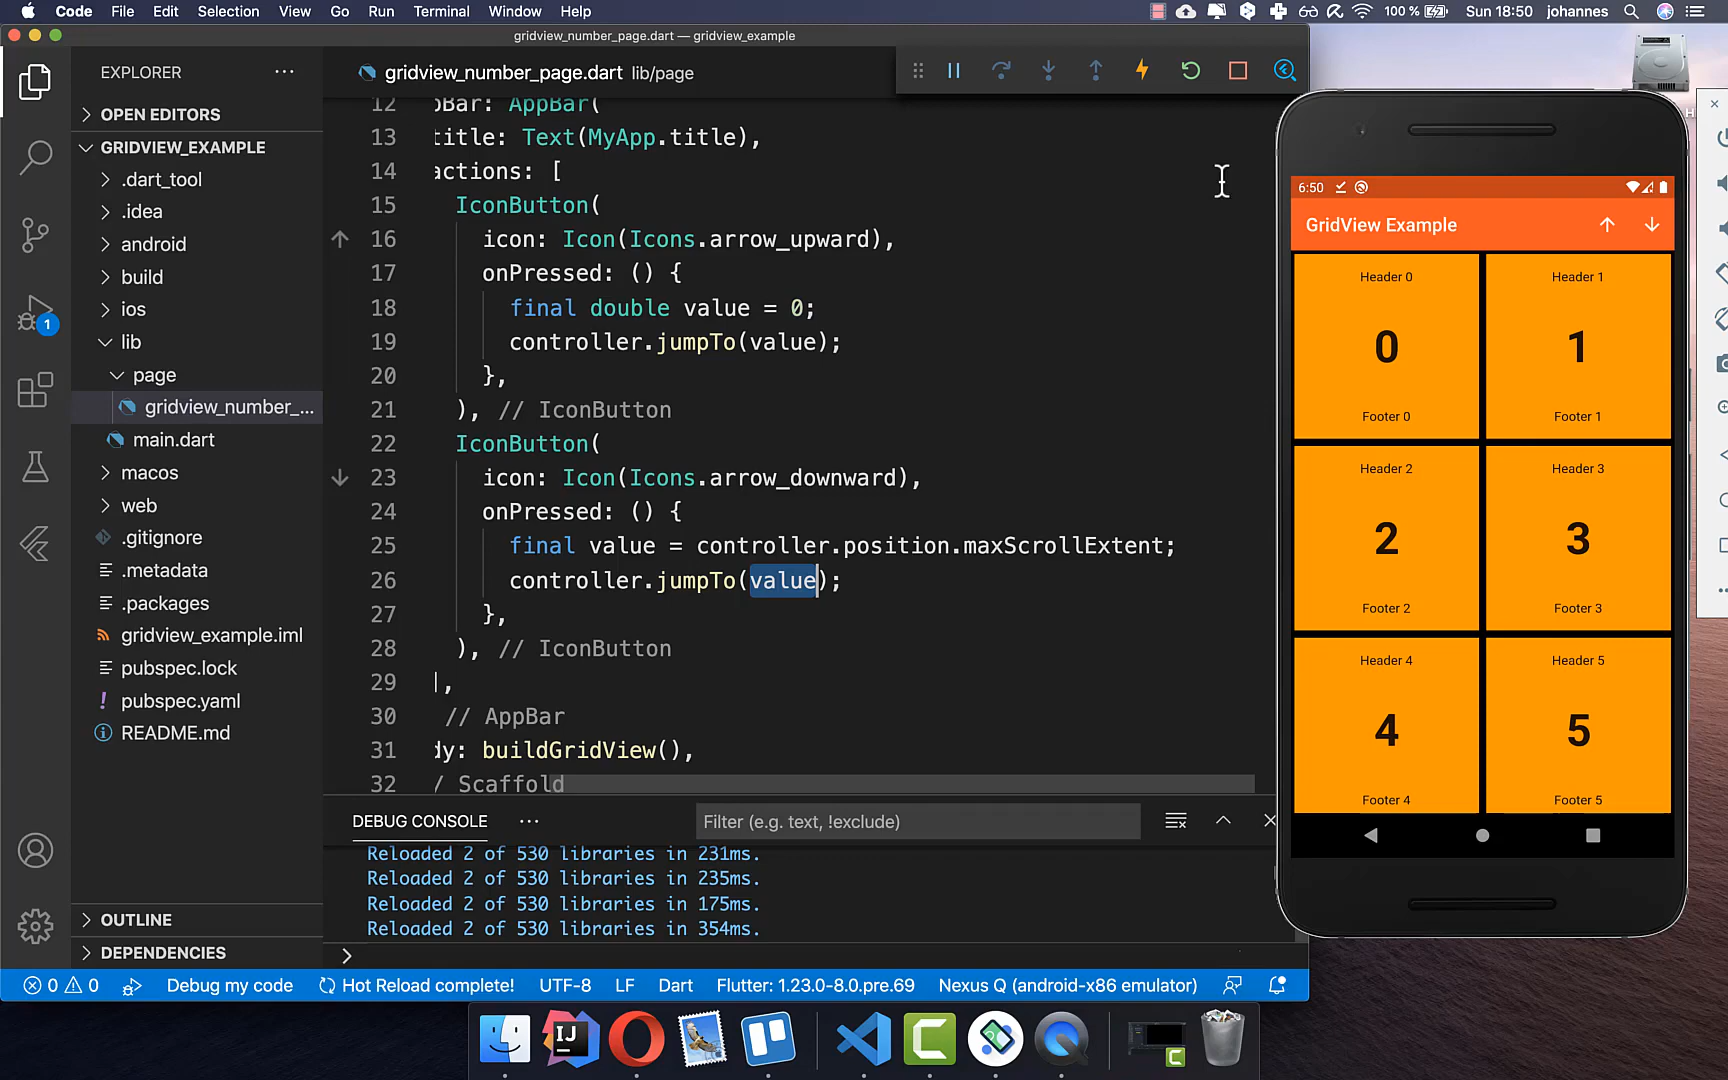 Code File Edit Selection View Go Run Terminal Window Help
100 % Sun 18:50 johannes
gridview_number_page.dart — gridview_example
EXPLORER
OPEN EDITORS
GRIDVIEW_EXAMPLE
.dart_tool
.idea
android
build
ios
lib
page
gridview_number_...
main.dart
macos
web
.gitignore
.metadata
.packages
gridview_example.iml
pubspec.lock
pubspec.yaml
README.md
OUTLINE
DEPENDENCIES
1
gridview_number_page.dart lib/page
12 oBar: AppBar(
13 title: Text(MyApp.title),
14 actions: [
15 IconButton(
16 icon: Icon(Icons.arrow_upward),
17 onPressed: () {
18 final double value = 0;
19 controller.jumpTo(value);
20 },
21 ), // IconButton
22 IconButton(
23 icon: Icon(Icons.arrow_downward),
24 onPressed: () {
25 final value = controller.position.maxScrollExtent;
26 controller.jumpTo(value);
27 },
28 ), // IconButton
29 ],
30 // AppBar
31 dy: buildGridView(),
32 / Scaffold
DEBUG CONSOLE
Filter (e.g. text, !exclude)
Reloaded 2 of 530 libraries in 231ms.
Reloaded 2 of 530 libraries in 235ms.
Reloaded 2 of 530 libraries in 175ms.
Reloaded 2 of 530 libraries in 354ms.
0 0 Debug my code Hot Reload complete! UTF-8 LF Dart Flutter: 1.23.0-8.0.pre.69 Nexus Q (android-x86 emulator)
6:50
GridView Example
Header 0 Header 1
0 1
Footer 0 Footer 1
Header 2 Header 3
2 3
Footer 2 Footer 3
Header 4 Header 5
4 5
Footer 4 Footer 5
IJ